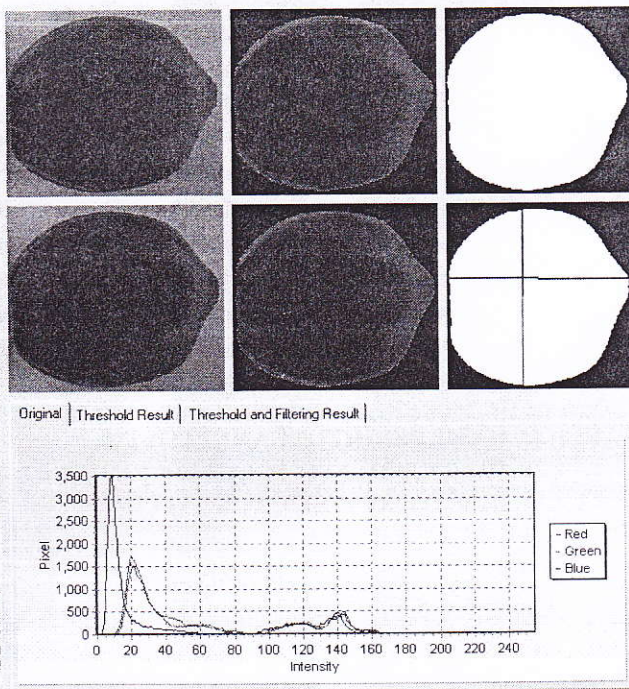 Original | Threshold Result | Threshold and Filtering Result |
3,500
3,000
2,500
2,000
1,500
1,000
500
0
Pixel
0 20 40 60 80 100 120 140 160 180 200 220 240
Intensity
Red
Green
Blue